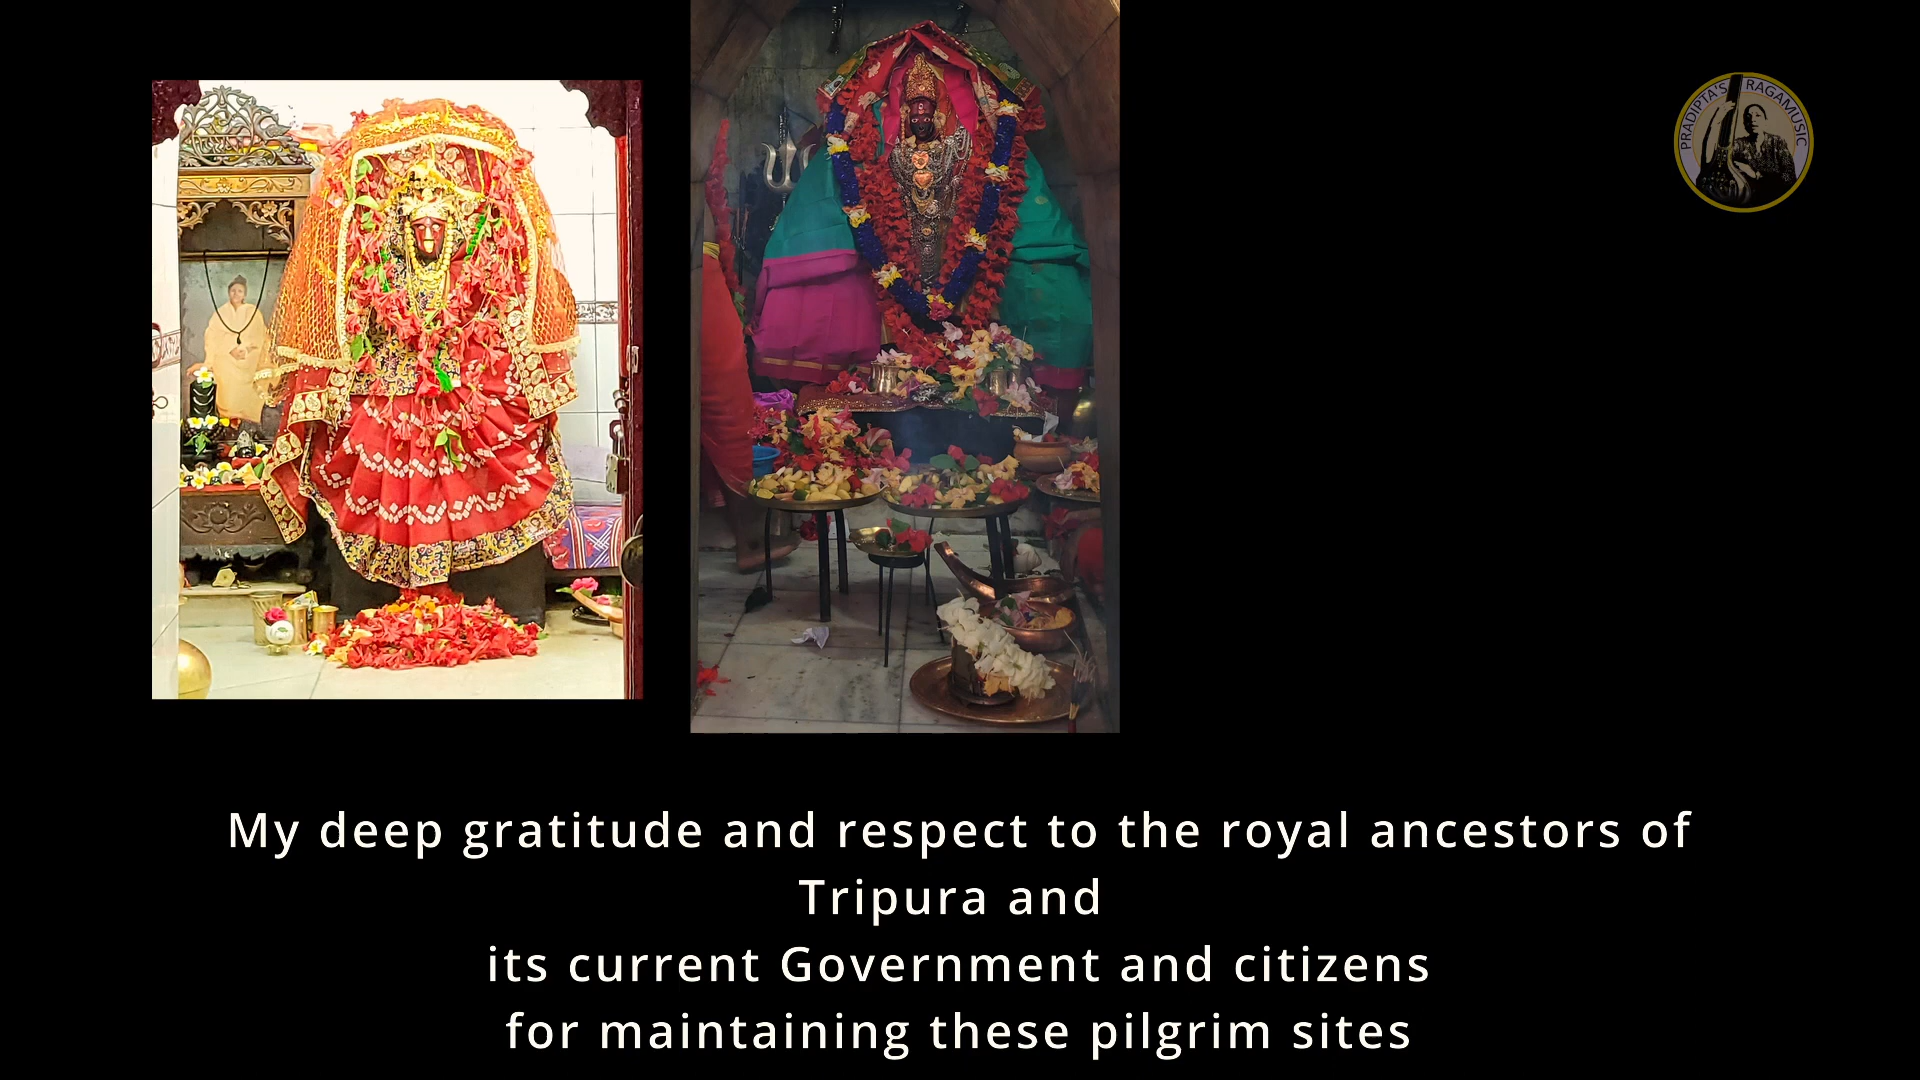 PRADIPTA'S RAGAMUSIC
My deep gratitude and respect to the royal ancestors of
Tripura and
its current Government and citizens
for maintaining these pilgrim sites